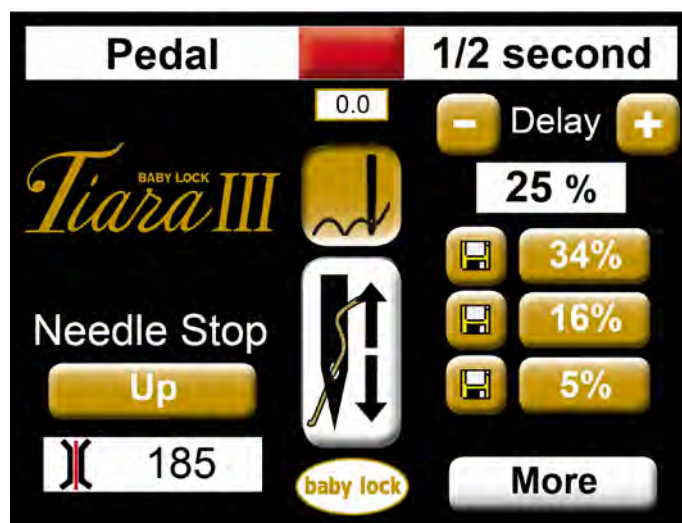 Pedal
1/2 second
0.0
- Delay +
BABY LOCK
Tiara III
25 %
34%
16%
5%
Needle Stop
Up
185
baby lock
More